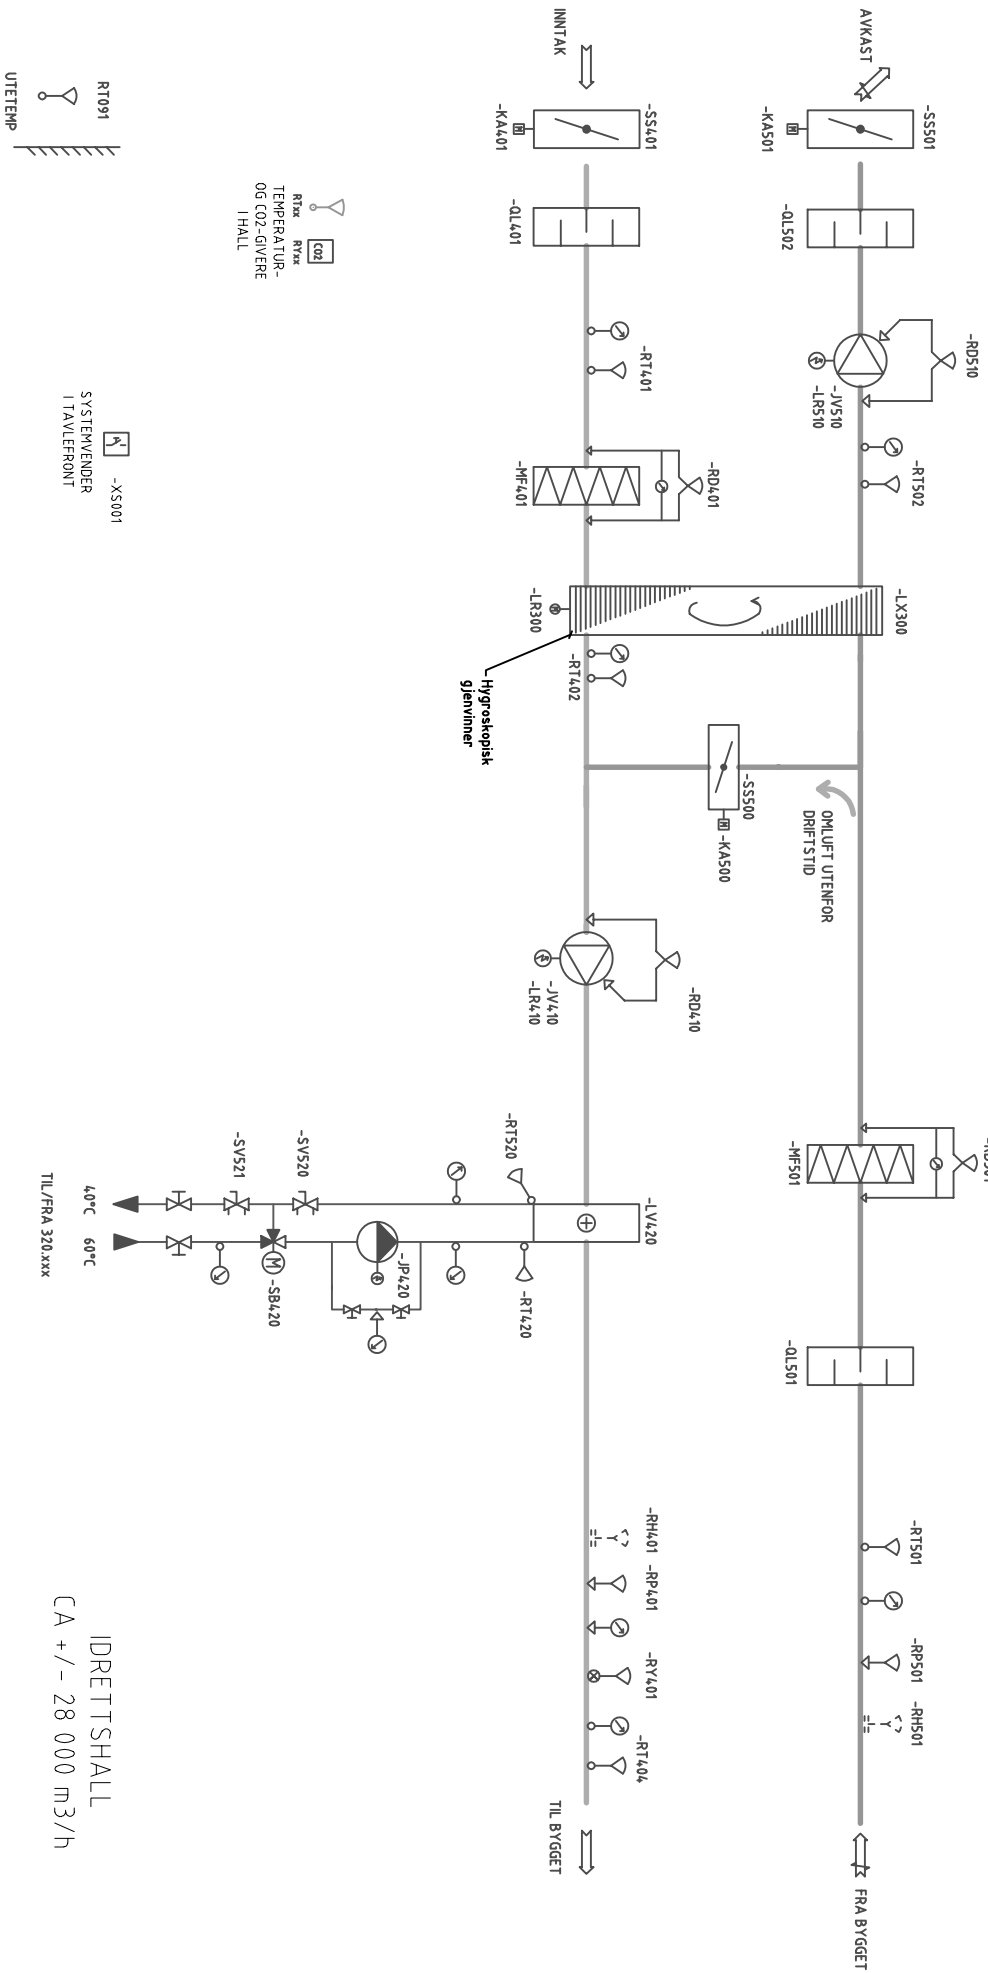 AVKAST
-SS501
-KA501
-QL502
-RD510
-JV510
-LR510
-RT502
-LX300
OMLUFT UTENFOR
DRIFTSTID
-SS500
-KA500
-MF501
-QL501
-RT501
-RP501
-RH501
FRA BYGGET
INNTAK
-SS401
-KA401
M
-QL401
-RT401
-RD401
-MF401
-LR300
-RT402
-Hygroskopisk
gjenvinner
-RD410
-JV410
-LR410
-RT520
-LV420
-RT420
-SV520
-SV521
-JP420
-SB420
M
40°C
60°C
TIL/FRA 320.xxx
-RH401
-RP401
-RY401
-RT404
TIL BYGGET
RT091
UTETEMP
RTxx
RYxx
CO2
TEMPERATUR-
OG CO2-GIVERE
I HALL
-XS001
SYSTEMVENDER
I TAVLEFRONT
IDRETTSHALL
CA +/- 28 000 m3/h